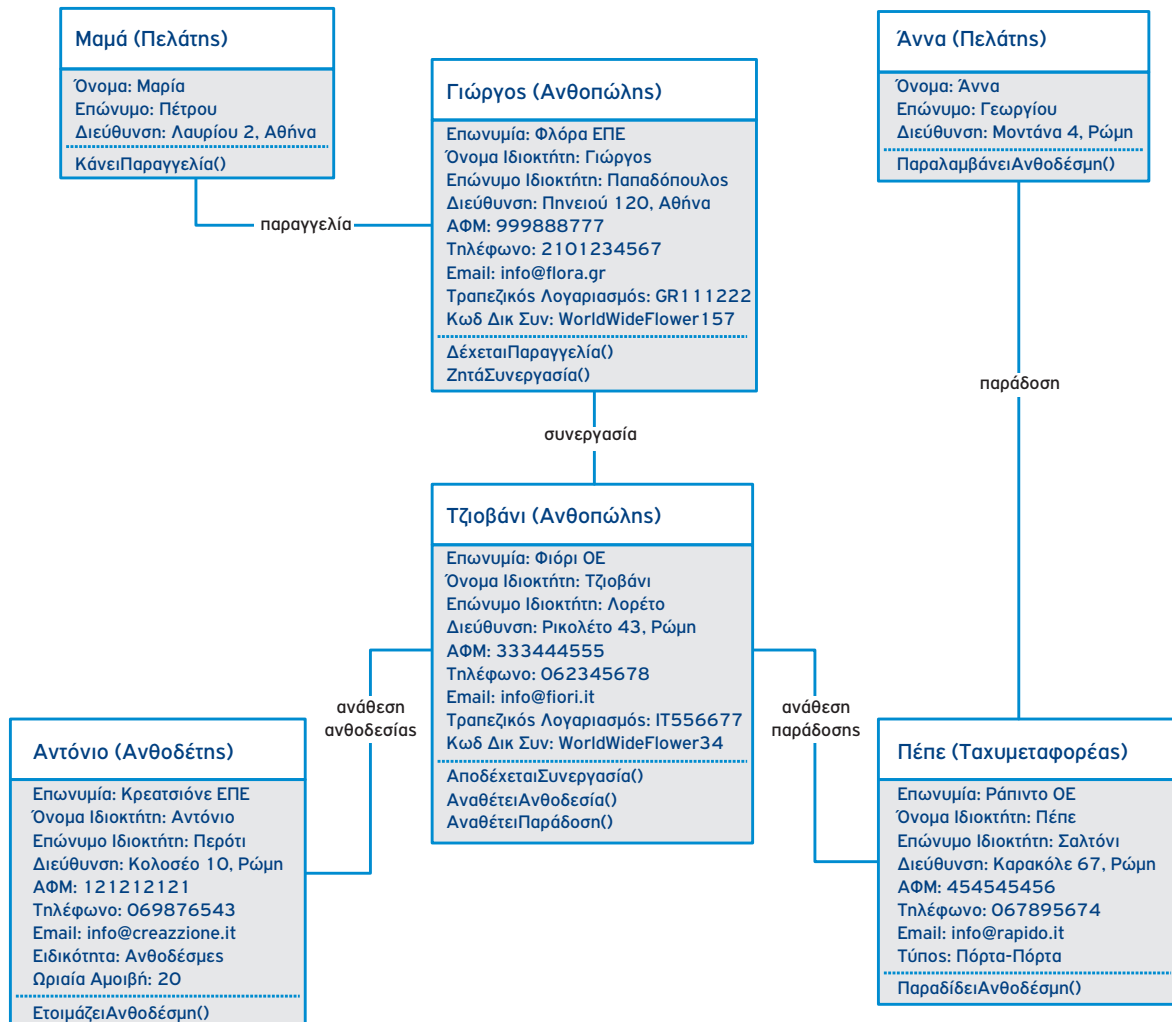 Μαμά (Πελάτης)
Όνομα: Μαρία
Επώνυμο: Πέτρου
Διεύθυνση: Λαυρίου 2, Αθήνα
ΚάνειΠαραγγελία()
παραγγελία
Γιώργος (Ανθοπώλης)
Επωνυμία: Φλόρα ΕΠΕ
Όνομα Ιδιοκτήτη: Γιώργος
Επώνυμο Ιδιοκτήτη: Παπαδόπουλος
Διεύθυνση: Πηνειού 120, Αθήνα
ΑΦΜ: 999888777
Τηλέφωνο: 2101234567
Email: info@flora.gr
Τραπεζικός Λογαριασμός: GR111222
Κωδ Δικ Συν: WorldWideFlower157
ΔέχεταιΠαραγγελία()
ΖητάΣυνεργασία()
Άννα (Πελάτης)
Όνομα: Άννα
Επώνυμο: Γεωργίου
Διεύθυνση: Μοντάνα 4, Ρώμη
ΠαραλαμβάνειΑνθοδέσμη()
παράδοση
συνεργασία
Τζιοβάνι (Ανθοπώλης)
Επωνυμία: Φιόρι ΟΕ
Όνομα Ιδιοκτήτη: Τζιοβάνι
Επώνυμο Ιδιοκτήτη: Λορέτο
Διεύθυνση: Ρικολέτο 43, Ρώμη
ΑΦΜ: 333444555
Τηλέφωνο: 062345678
Email: info@fiori.it
Τραπεζικός Λογαριασμός: IT556677
Κωδ Δικ Συν: WorldWideFlower34
ΑποδέχεταιΣυνεργασία()
ΑναθέτειΑνθοδεσία()
ΑναθέτειΠαράδοση()
ανάθεση
ανθοδεσίας
ανάθεση
παράδοσης
Αντόνιο (Ανθοδέτης)
Επωνυμία: Κρεατσιόνε ΕΠΕ
Όνομα Ιδιοκτήτη: Αντόνιο
Επώνυμο Ιδιοκτήτη: Περότι
Διεύθυνση: Κολοσέο 10, Ρώμη
ΑΦΜ: 121212121
Τηλέφωνο: 069876543
Email: info@creazzione.it
Ειδικότητα: Ανθοδέσμες
Ωριαία Αμοιβή: 20
ΕτοιμάζειΑνθοδέσμη()
Πέπε (Ταχυμεταφορέας)
Επωνυμία: Ράπιντο ΟΕ
Όνομα Ιδιοκτήτη: Πέπε
Επώνυμο Ιδιοκτήτη: Σαλτόνι
Διεύθυνση: Καρακόλε 67, Ρώμη
ΑΦΜ: 454545456
Τηλέφωνο: 067895674
Email: info@rapido.it
Τύπος: Πόρτα-Πόρτα
ΠαραδίδειΑνθοδέσμη()